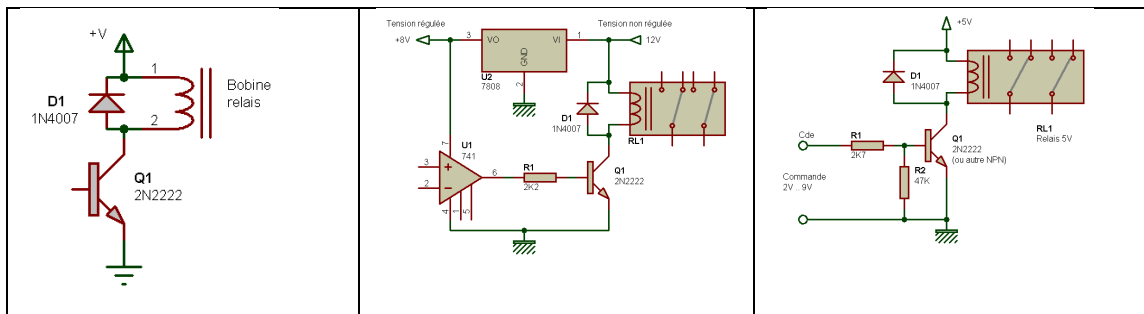 +V
1
D1
1N4007
Bobine
relais
2
Q1
2N2222
Tension régulée
Tension non régulée
+8V
3
VO
VI
1
12V
GND
U2
7808
2
D1
1N4007
RL1
7
U1
741
3
2
6
R1
2K2
Q1
2N2222
4
1
5
+5V
D1
1N4007
RL1
Relais 5V
Cde
R1
2K7
Q1
2N2222
(ou autre NPN)
R2
47K
Commande
2V .. 9V